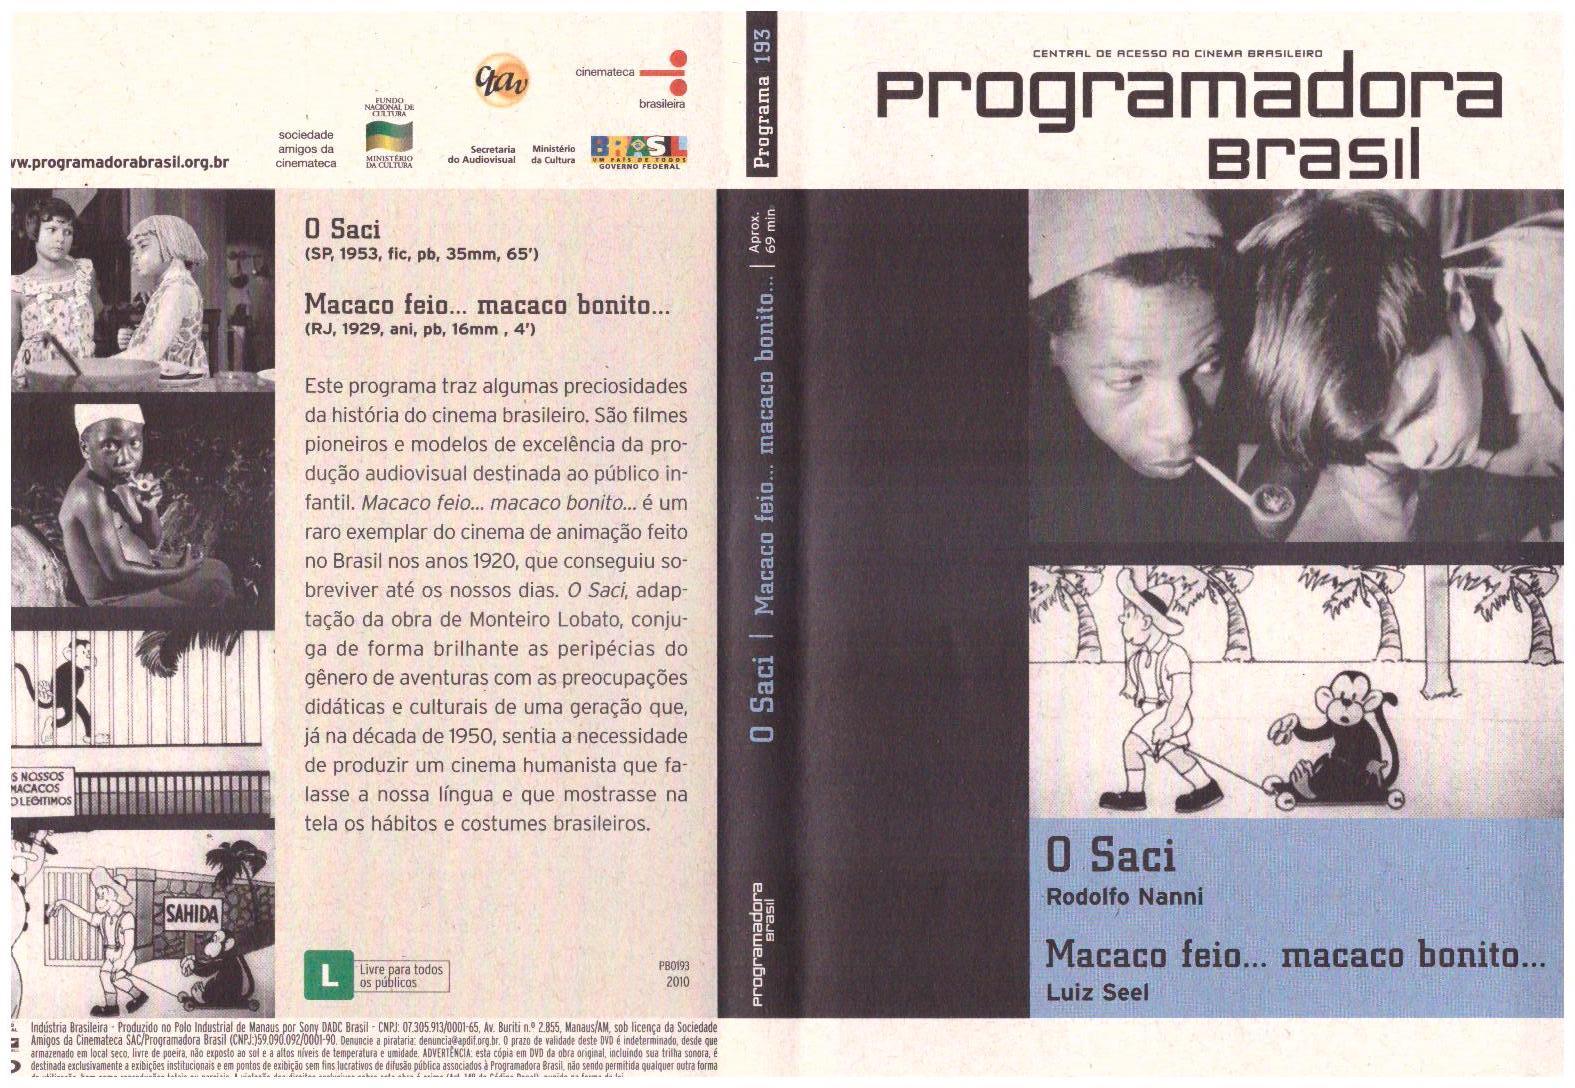 www.programadorabrasil.org.br
sociedade
amigos da
cinemateca
FUNDO
NACIONAL DE
CULTURA
MINISTÉRIO
DA CULTURA
ctav
Secretaria
do Audiovisual
Ministério
da Cultura
cinemateca
brasileira
BRASIL
UM PAÍS DE TODOS
GOVERNO FEDERAL
O Saci
(SP, 1953, fic, pb, 35mm, 65')
Macaco feio... macaco bonito...
(RJ, 1929, ani, pb, 16mm , 4')
Este programa traz algumas preciosidades
da história do cinema brasileiro. São filmes
pioneiros e modelos de excelência da pro-
dução audiovisual destinada ao público in-
fantil. Macaco feio... macaco bonito... é um
raro exemplar do cinema de animação feito
no Brasil nos anos 1920, que conseguiu so-
breviver até os nossos dias. O Saci, adap-
tação da obra de Monteiro Lobato, conju-
ga de forma brilhante as peripécias do
gênero de aventuras com as preocupações
didáticas e culturais de uma geração que,
já na década de 1950, sentia a necessidade
de produzir um cinema humanista que fa-
lasse a nossa língua e que mostrasse na
tela os hábitos e costumes brasileiros.
S NOSSOS
MACACOS
O LEGITIMOS
SAHIDA
L
Livre para todos
os públicos
PB0193
2010
Indústria Brasileira - Produzido no Polo Industrial de Manaus por Sony DADC Brasil - CNPJ: 07.305.913/0001-65, Av. Buriti n.º 2.855, Manaus/AM, sob licença da Sociedade
Amigos da Cinemateca SAC/Programadora Brasil (CNPJ:)59.090.092/0001-90. Denuncie a pirataria: denuncia@apdif.org.br. O prazo de validade deste DVD é indeterminado, desde que
armazenado em local seco, livre de poeira, não exposto ao sol e a altos níveis de temperatura e umidade. ADVERTÊNCIA: esta cópia em DVD da obra original, incluindo sua trilha sonora, é
destinada exclusivamente a exibições institucionais e em pontos de exibição sem fins lucrativos de difusão pública associados à Programadora Brasil, não sendo permitida qualquer outra forma
Programa 193
O Saci | Macaco feio... macaco bonito... | Aprox.
69 min
Programadora
Brasil
CENTRAL DE ACESSO AO CINEMA BRASILEIRO
Programadora
Brasil
O Saci
Rodolfo Nanni
Macaco feio... macaco bonito...
Luiz Seel